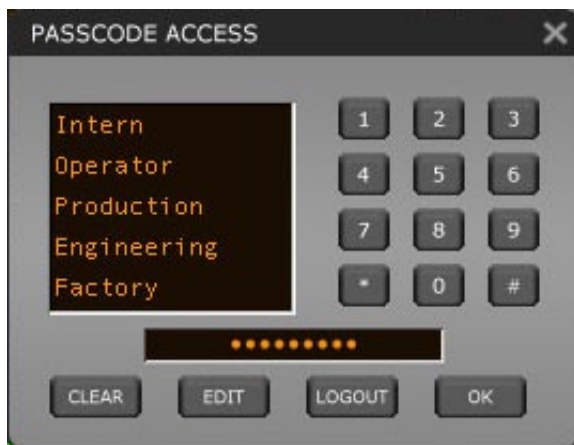 PASSCODE ACCESS
Intern
Operator
Production
Engineering
Factory
1 2 3
4 5 6
7 8 9
* 0 #
•••••••••
CLEAR EDIT LOGOUT OK